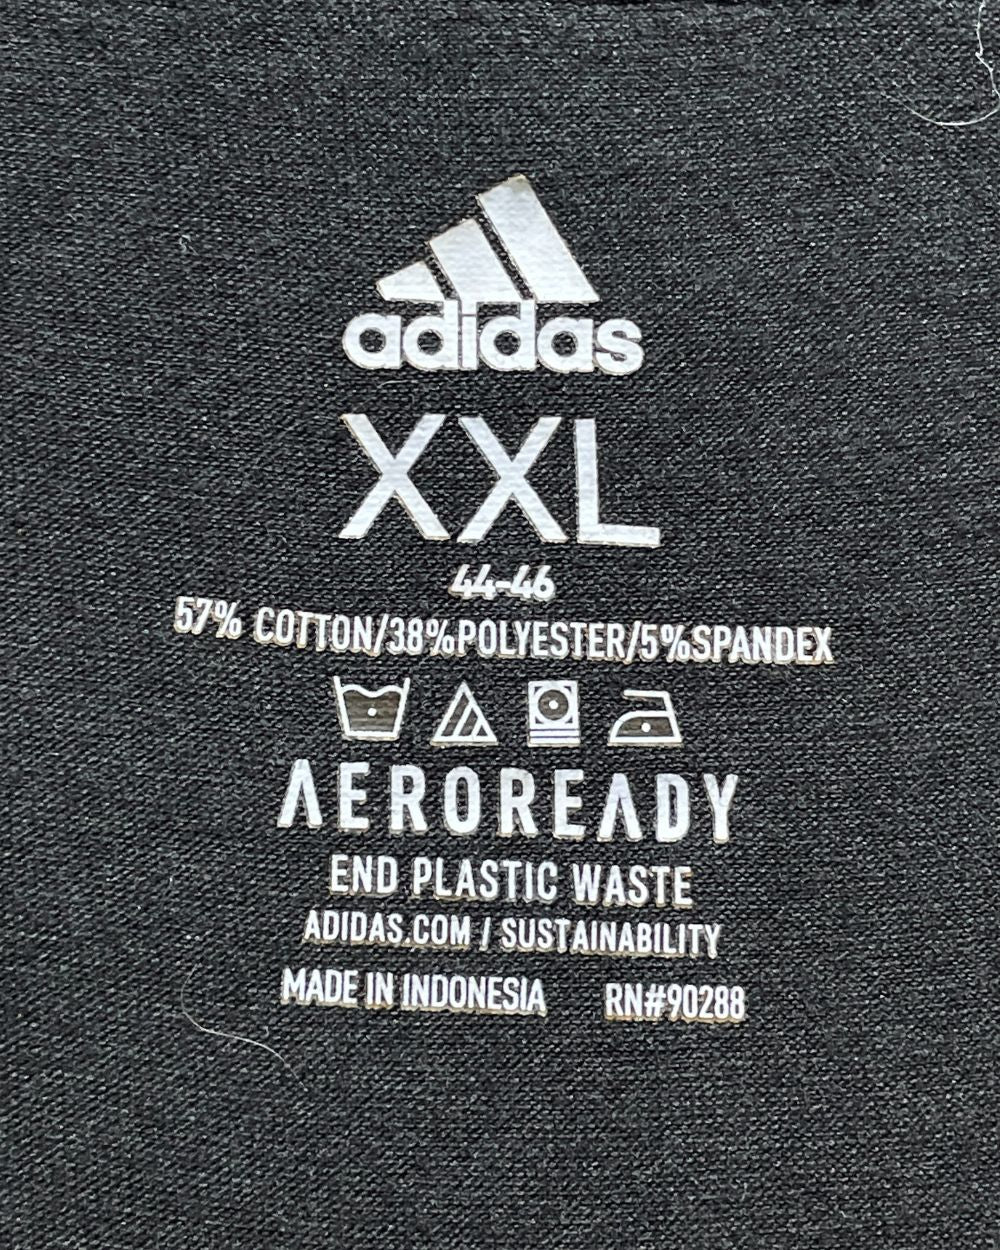 adidas
XXL
44-46
57% COTTON/38%POLYESTER/5%SPANDEX
AEROREADY
END PLASTIC WASTE
ADIDAS.COM / SUSTAINABILITY
MADE IN INDONESIA RN#90288